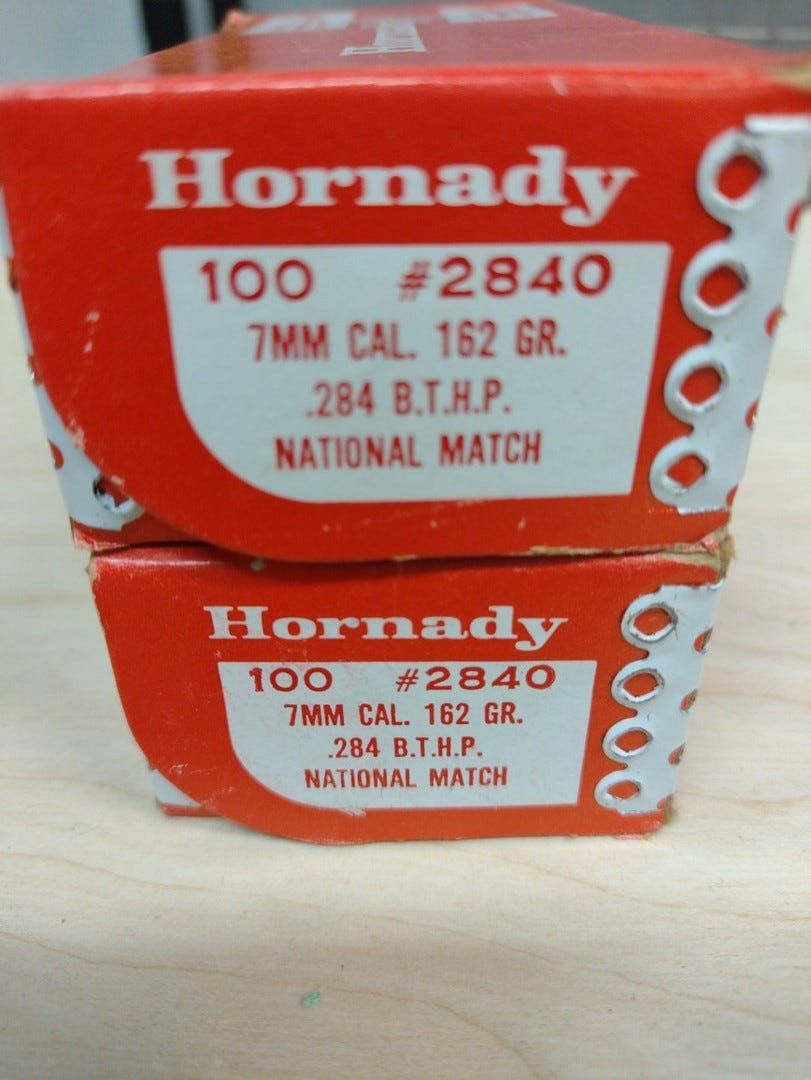 Hornady
Hornady
100 #2840
7MM CAL. 162 GR.
.284 B.T.H.P.
NATIONAL MATCH
Hornady
100 #2840
7MM CAL. 162 GR.
.284 B.T.H.P.
NATIONAL MATCH